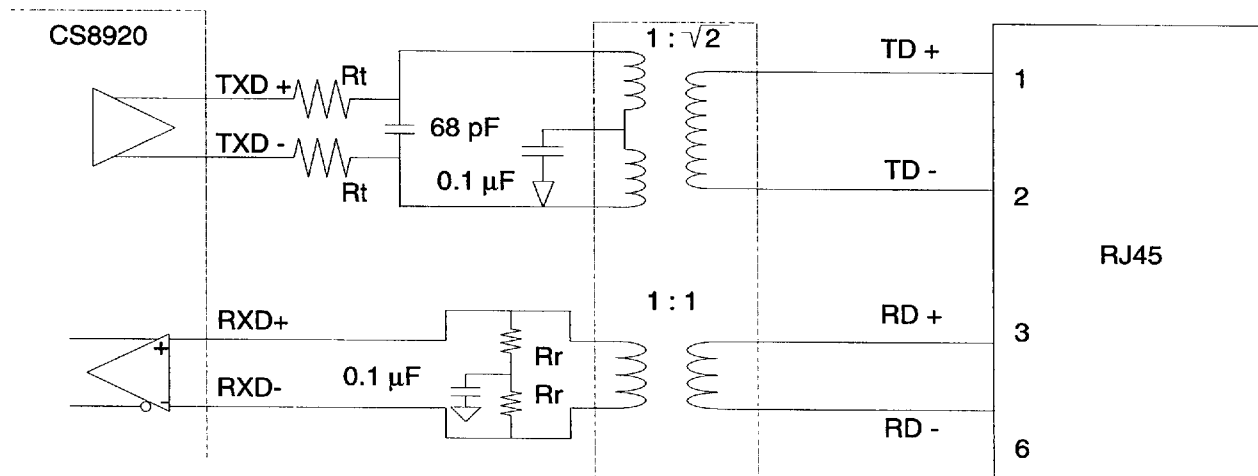 CS8920
1 : √2
TD +
1
TXD +
Rt
TXD -
Rt
68 pF
0.1 µF
TD -
2
RJ45
1 : 1
RXD+
RD +
3
+
Rr
0.1 µF
RXD-
Rr
-
RD -
6